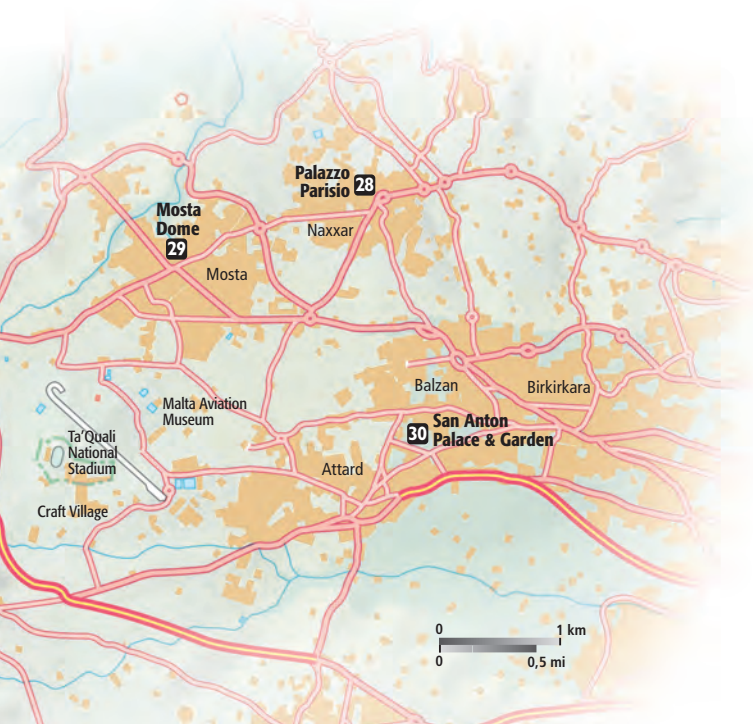 Palazzo
Parisio 28
Mosta
Dome
29
Naxxar
Mosta
Balzan
Birkirkara
Malta Aviation
Museum
30 San Anton
Palace & Garden
Ta'Quali
National
Stadium
Attard
Craft Village
0 1 km
0 0,5 mi